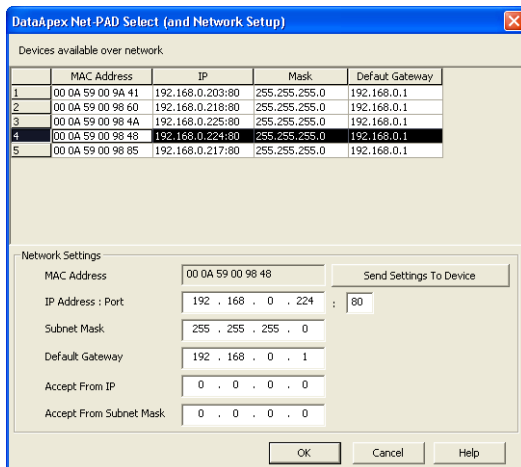 DataApex Net-PAD Select (and Network Setup)
Devices available over network
MAC Address IP Mask Defaut Gateway
1 00 0A 59 00 9A 41 192.168.0.203:80 255.255.255.0 192.168.0.1
2 00 0A 59 00 98 60 192.168.0.218:80 255.255.255.0 192.168.0.1
3 00 0A 59 00 98 4A 192.168.0.225:80 255.255.255.0 192.168.0.1
4 00 0A 59 00 98 48 192.168.0.224:80 255.255.255.0 192.168.0.1
5 00 0A 59 00 98 85 192.168.0.217:80 255.255.255.0 192.168.0.1
Network Settings
MAC Address 00 0A 59 00 98 48 Send Settings To Device
IP Address : Port 192 . 168 . 0 . 224 : 80
Subnet Mask 255 . 255 . 255 . 0
Default Gateway 192 . 168 . 0 . 1
Accept From IP 0 . 0 . 0 . 0
Accept From Subnet Mask 0 . 0 . 0 . 0
OK Cancel Help